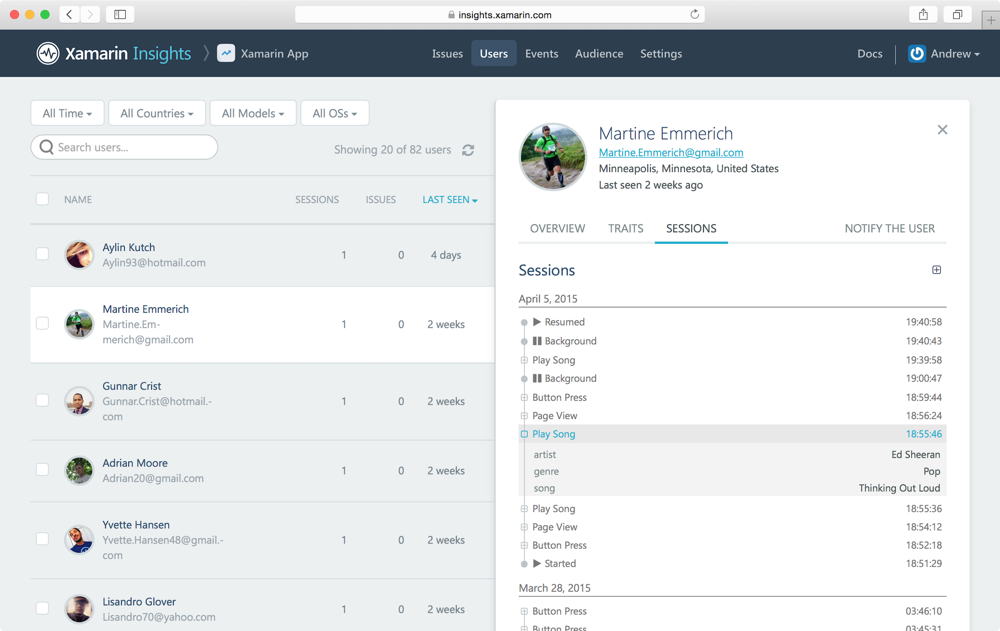 insights.xamarin.com
Xamarin Insights
Xamarin App
Issues
Users
Events
Audience
Settings
Docs
Andrew
All Time
All Countries
All Models
All OSs
Search users...
Showing 20 of 82 users
NAME
SESSIONS
ISSUES
LAST SEEN
Aylin Kutch
Aylin93@hotmail.com
1
0
4 days
Martine Emmerich
Martine.Em-
merich@gmail.com
1
0
2 weeks
Gunnar Crist
Gunnar.Crist@hotmail.-
com
1
0
2 weeks
Adrian Moore
Adrian20@gmail.com
1
0
2 weeks
Yvette Hansen
Yvette.Hansen48@gmail.-
com
1
0
2 weeks
Lisandro Glover
Lisandro70@yahoo.com
1
0
2 weeks
Martine Emmerich
Martine.Emmerich@gmail.com
Minneapolis, Minnesota, United States
Last seen 2 weeks ago
OVERVIEW
TRAITS
SESSIONS
NOTIFY THE USER
Sessions
April 5, 2015
Resumed 19:40:58
Background 19:40:43
Play Song 19:39:58
Background 19:00:47
Button Press 18:59:44
Page View 18:56:24
Play Song 18:55:46
artist Ed Sheeran
genre Pop
song Thinking Out Loud
Play Song 18:55:36
Page View 18:54:12
Button Press 18:52:18
Started 18:51:29
March 28, 2015
Button Press 03:46:10
Button Press 03:45:31